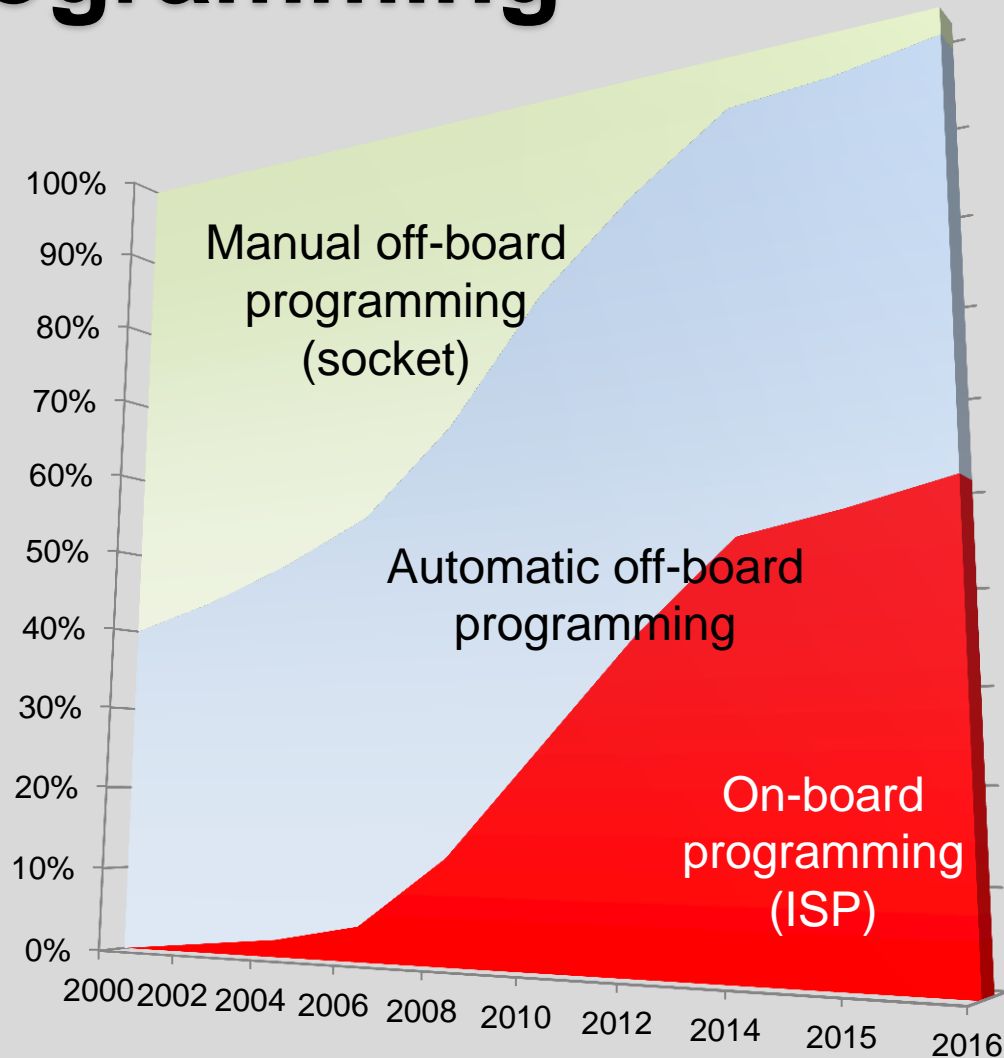 ogramming
100%
90%
80%
70%
60%
50%
40%
30%
20%
10%
0%
Manual off-board
programming
(socket)
Automatic off-board
programming
On-board
programming
(ISP)
2000 2002 2004 2006 2008 2010 2012 2014 2015 2016